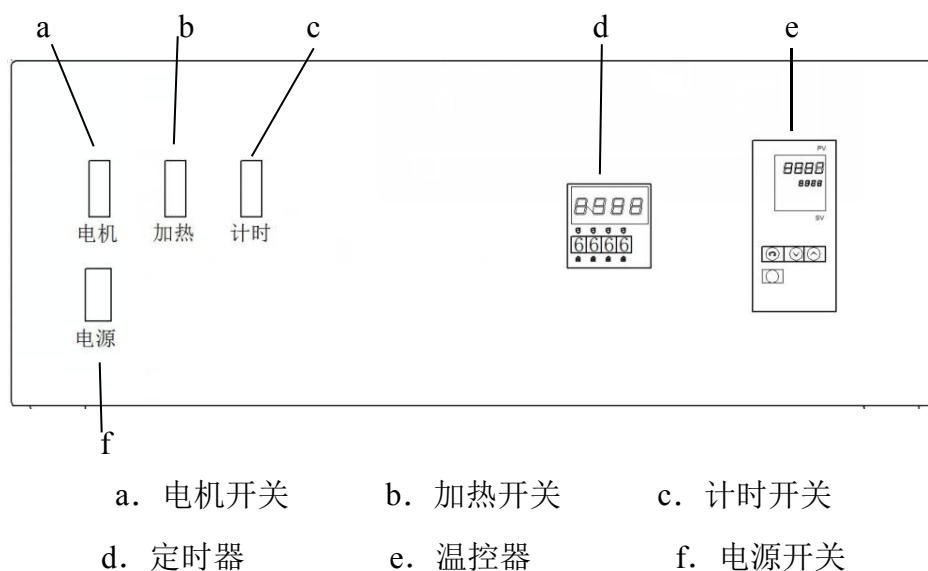 a b c d e
PV
8888
8888
SV
8888
6666
电机 加热 计时
电源
f
a．电机开关 b．加热开关 c．计时开关
d．定时器 e．温控器 f．电源开关